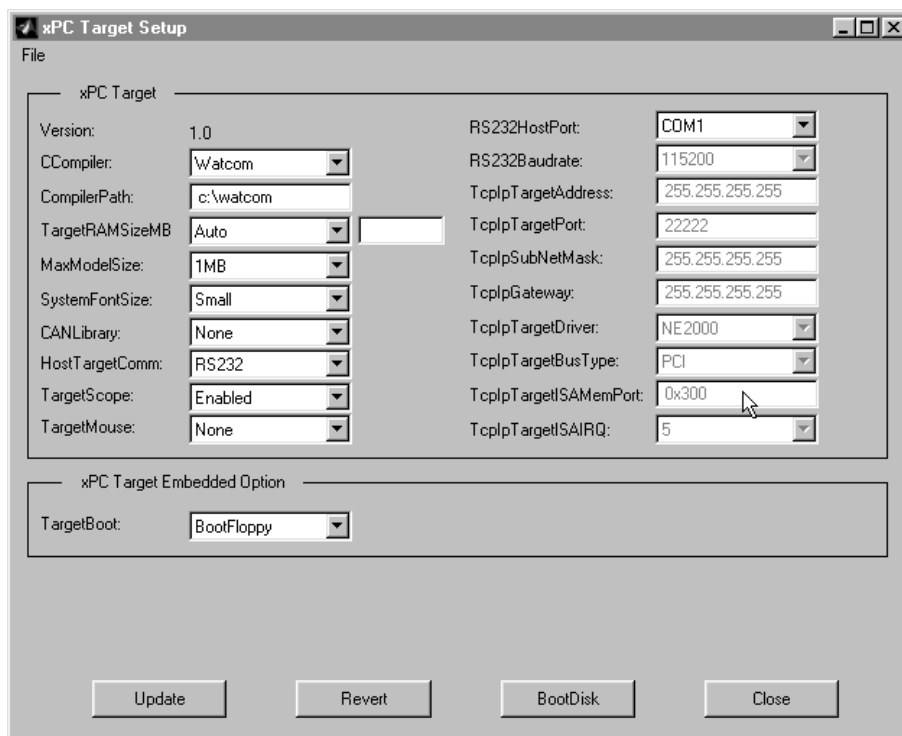 xPC Target Setup
File
xPC Target
Version: 1.0
CCompiler: Watcom
CompilerPath: c:\watcom
TargetRAMSizeMB Auto
MaxModelSize: 1MB
SystemFontSize: Small
CANLibrary: None
HostTargetComm: RS232
TargetScope: Enabled
TargetMouse: None
RS232HostPort: COM1
RS232Baudrate: 115200
TcpIpTargetAddress: 255.255.255.255
TcpIpTargetPort: 22222
TcpIpSubNetMask: 255.255.255.255
TcpIpGateway: 255.255.255.255
TcpIpTargetDriver: NE2000
TcpIpTargetBusType: PCI
TcpIpTargetISAMemPort: 0x300
TcpIpTargetISAIRQ: 5
xPC Target Embedded Option
TargetBoot: BootFloppy
Update Revert BootDisk Close